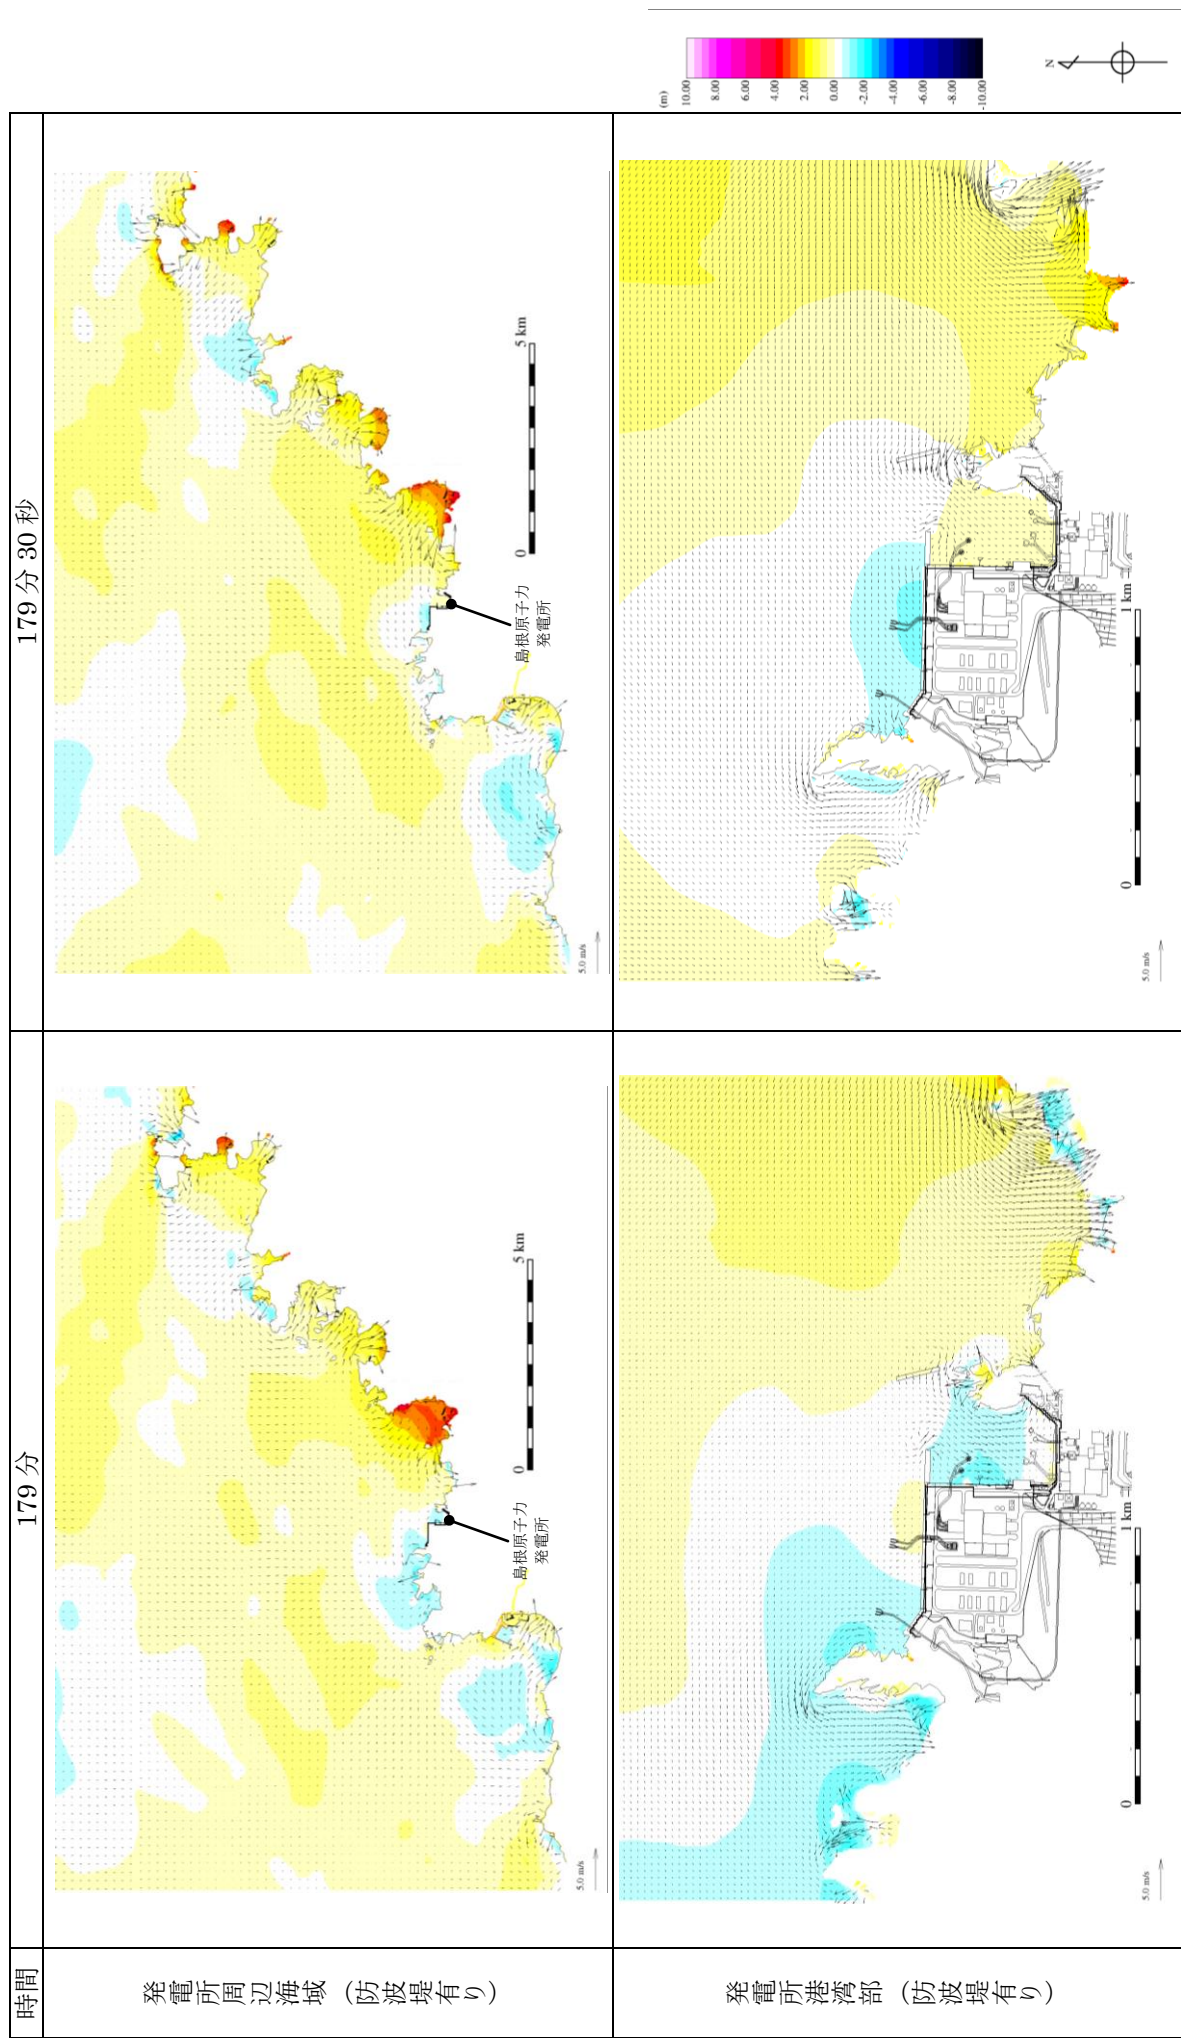 時間
179分
179分30秒
発電所周辺海域（防波堤有り）
島根原子力
発電所
0
5 km
5.0 m/s
島根原子力
発電所
0
5 km
5.0 m/s
発電所港湾部（防波堤有り）
0
1 km
5.0 m/s
0
1 km
5.0 m/s
(m)
10.00
8.00
6.00
4.00
2.00
0.00
-2.00
-4.00
-6.00
-8.00
-10.00
N